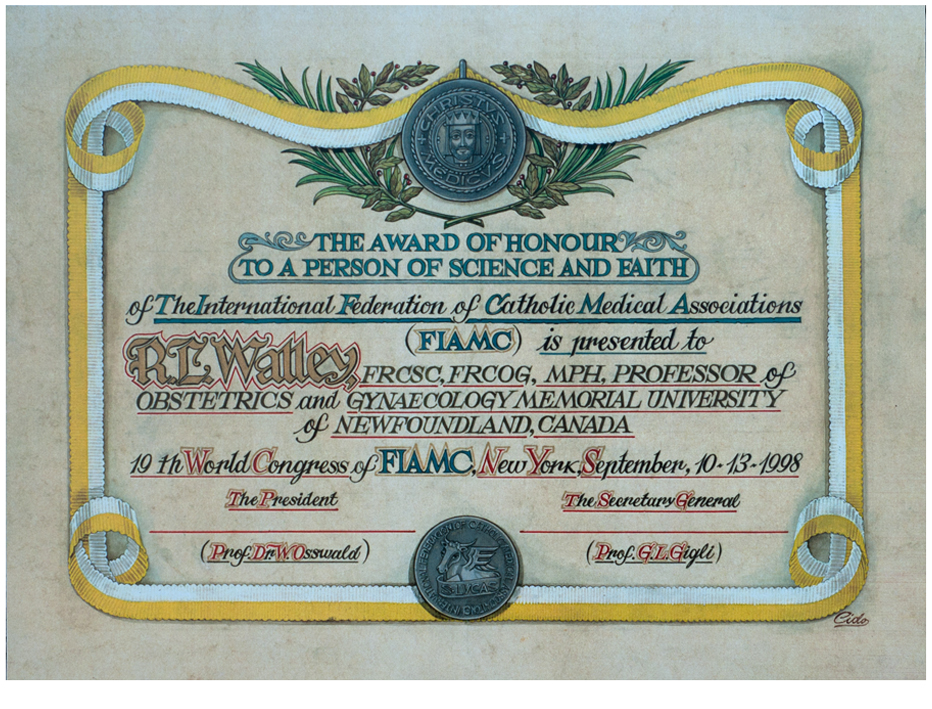 CHRISTVS
MEDICVS
THE AWARD OF HONOUR
TO A PERSON OF SCIENCE AND FAITH
of The International Federation of Catholic Medical Associations
(FIAMC) is presented to
R.L. Walley, FRCSC, FRCOG, MPH, PROFESSOR of
OBSTETRICS and GYNAECOLOGY MEMORIAL UNIVERSITY
of NEWFOUNDLAND, CANADA
19 th World Congress of FIAMC, New York, September, 10-13-1998
The President The Secretary General
(Prof. Dr W. Osswald) (Prof. G.L. Gigli)
S. LVCAS
Cido